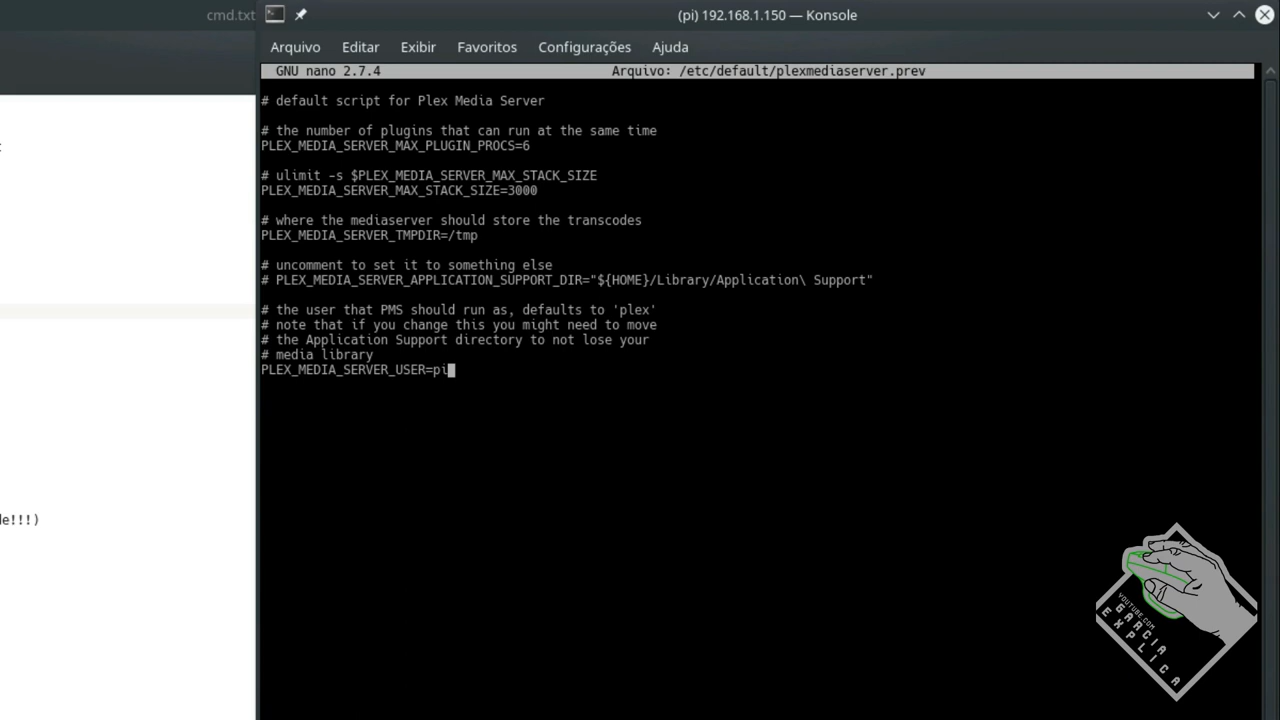 cmd.txt
(pi) 192.168.1.150 — Konsole
Arquivo Editar Exibir Favoritos Configurações Ajuda
GNU nano 2.7.4 Arquivo: /etc/default/plexmediaserver.prev
# default script for Plex Media Server
# the number of plugins that can run at the same time
PLEX_MEDIA_SERVER_MAX_PLUGIN_PROCS=6
# ulimit -s $PLEX_MEDIA_SERVER_MAX_STACK_SIZE
PLEX_MEDIA_SERVER_MAX_STACK_SIZE=3000
# where the mediaserver should store the transcodes
PLEX_MEDIA_SERVER_TMPDIR=/tmp
# uncomment to set it to something else
# PLEX_MEDIA_SERVER_APPLICATION_SUPPORT_DIR="${HOME}/Library/Application\ Support"
# the user that PMS should run as, defaults to 'plex'
# note that if you change this you might need to move
# the Application Support directory to not lose your
# media library
PLEX_MEDIA_SERVER_USER=pi
de!!!)
YOUTUBE.COM
GARCIA
EXPLICA